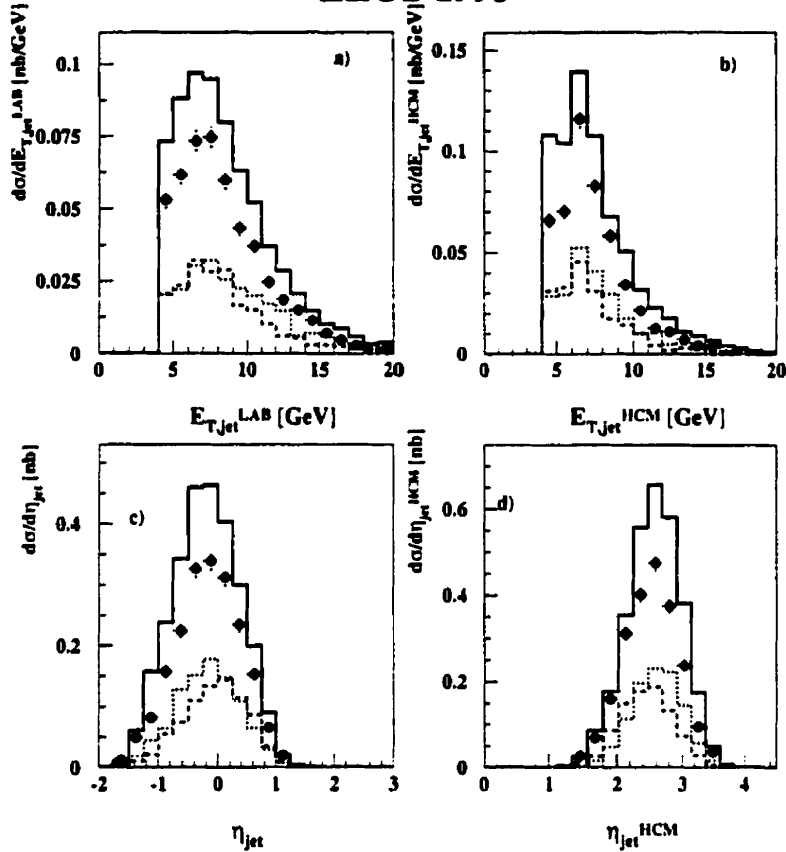 a)
b)
dσ/dE_T,jet^LAB [nb/GeV]
0.1
0.075
0.05
0.025
0
0 5 10 15 20
E_T,jet^LAB [GeV]
dσ/dE_T,jet^HCM [nb/GeV]
0.15
0.1
0.05
0
0 5 10 15 20
E_T,jet^HCM [GeV]
c)
dσ/dη_jet [nb]
0.4
0.2
0
-2 -1 0 1 2 3
η_jet
d)
dσ/dη_jet^HCM [nb]
0.6
0.4
0.2
0
0 1 2 3 4
η_jet^HCM